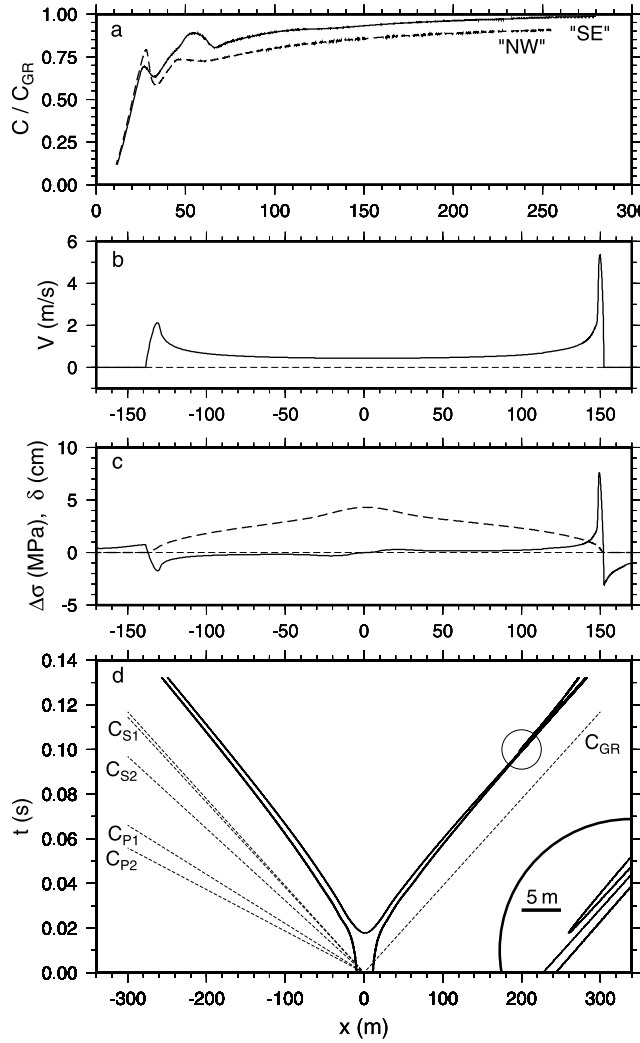 a
C / C_GR
1.00
0.75
0.50
0.25
0.00
"NW"
"SE"
0 50 100 150 200 250 300
b
V (m/s)
6
4
2
0
-150 -100 -50 0 50 100 150
c
Δσ (MPa), δ (cm)
10
5
0
-5
-150 -100 -50 0 50 100 150
d
t (s)
0.14
0.12
0.10
0.08
0.06
0.04
0.02
0.00
C_S1
C_S2
C_P1
C_P2
C_GR
5 m
-300 -200 -100 0 100 200 300
x (m)